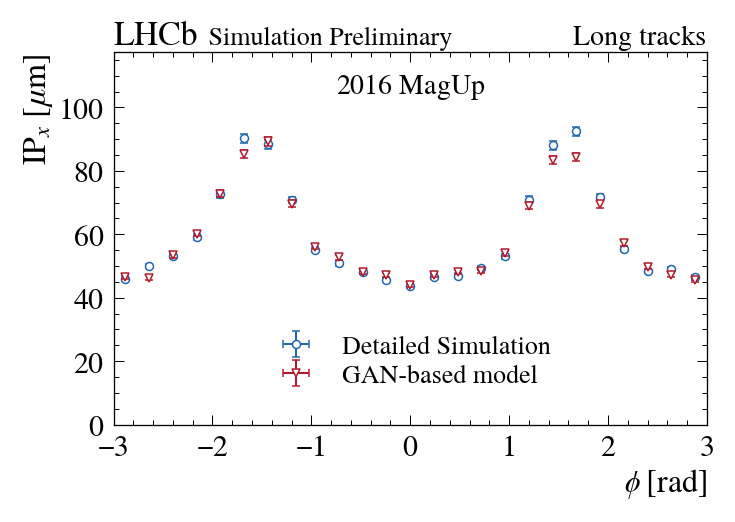 LHCb Simulation Preliminary Long tracks
2016 MagUp
IPx [μm]
100
80
60
40
20
0
Detailed Simulation
GAN-based model
−3 −2 −1 0 1 2 3
ϕ [rad]